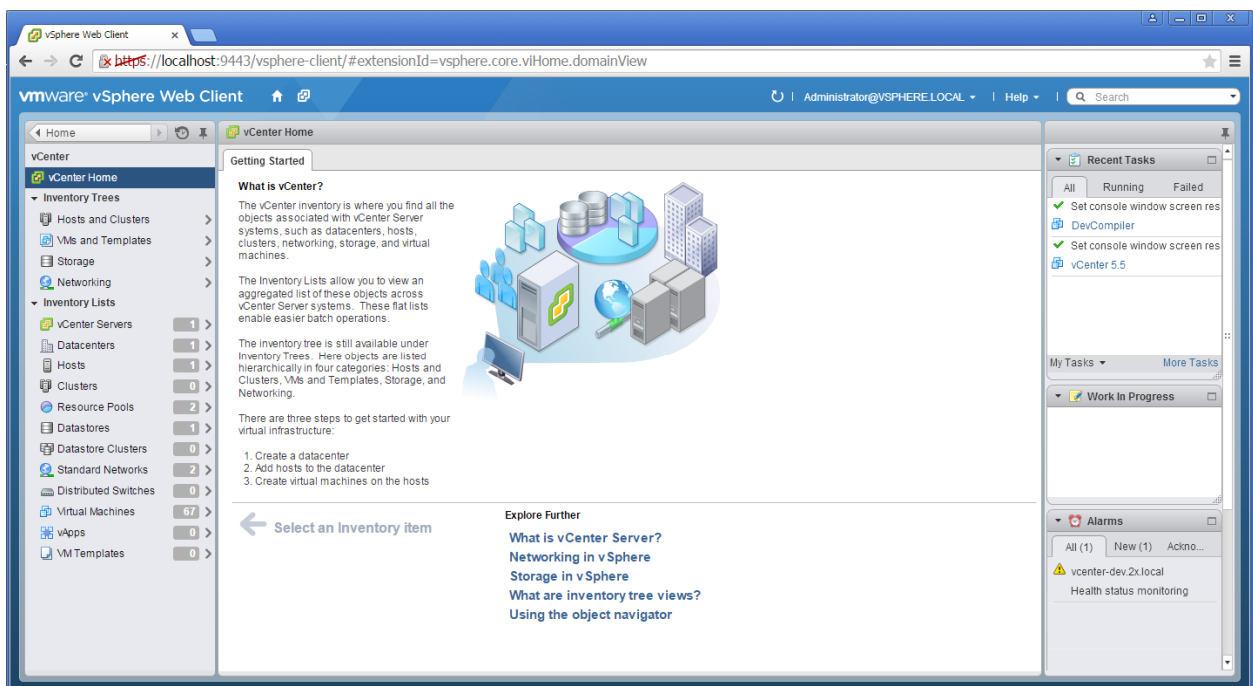 vSphere Web Client
https://localhost:9443/vsphere-client/#extensionId=vsphere.core.viHome.domainView
vmware® vSphere Web Client
Administrator@VSPHERE.LOCAL
Help
Search
Home
vCenter
vCenter Home
Inventory Trees
Hosts and Clusters
VMs and Templates
Storage
Networking
Inventory Lists
vCenter Servers 1
Datacenters 1
Hosts 1
Clusters 0
Resource Pools 2
Datastores 1
Datastore Clusters 0
Standard Networks 2
Distributed Switches 0
Virtual Machines 67
vApps 0
VM Templates 0
vCenter Home
Getting Started
What is vCenter?
The vCenter inventory is where you find all the
objects associated with vCenter Server
systems, such as datacenters, hosts,
clusters, networking, storage, and virtual
machines.
The Inventory Lists allow you to view an
aggregated list of these objects across
vCenter Server systems. These flat lists
enable easier batch operations.
The inventory tree is still available under
Inventory Trees. Here objects are listed
hierarchically in four categories: Hosts and
Clusters, VMs and Templates, Storage, and
Networking.
There are three steps to get started with your
virtual infrastructure:
1. Create a datacenter
2. Add hosts to the datacenter
3. Create virtual machines on the hosts
Select an Inventory item
Explore Further
What is vCenter Server?
Networking in vSphere
Storage in vSphere
What are inventory tree views?
Using the object navigator
Recent Tasks
All Running Failed
Set console window screen res
DevCompiler
Set console window screen res
vCenter 5.5
My Tasks More Tasks
Work In Progress
Alarms
All (1) New (1) Ackno...
vcenter-dev.2x.local
Health status monitoring